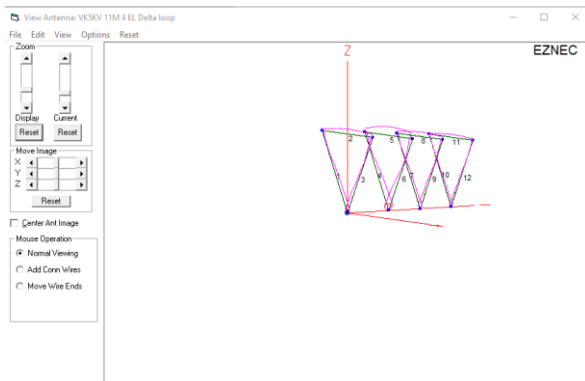 View Antenna: VK5KV 11M 4 EL Delta loop
File Edit View Options Reset
Zoom
Display Current
Reset Reset
Move Image
X
Y
Z
Reset
Center Ant Image
Mouse Operation
Normal Viewing
Add Conn Wires
Move Wire Ends
EZNEC
Z
2 5 8 11
1 3 6 7 9 10 12